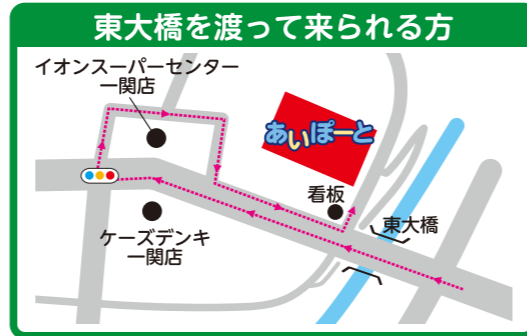 東大橋を渡って来られる方
イオンスーパーセンター
一関店
あいぽーと
看板
東大橋
ケーズデンキ
一関店